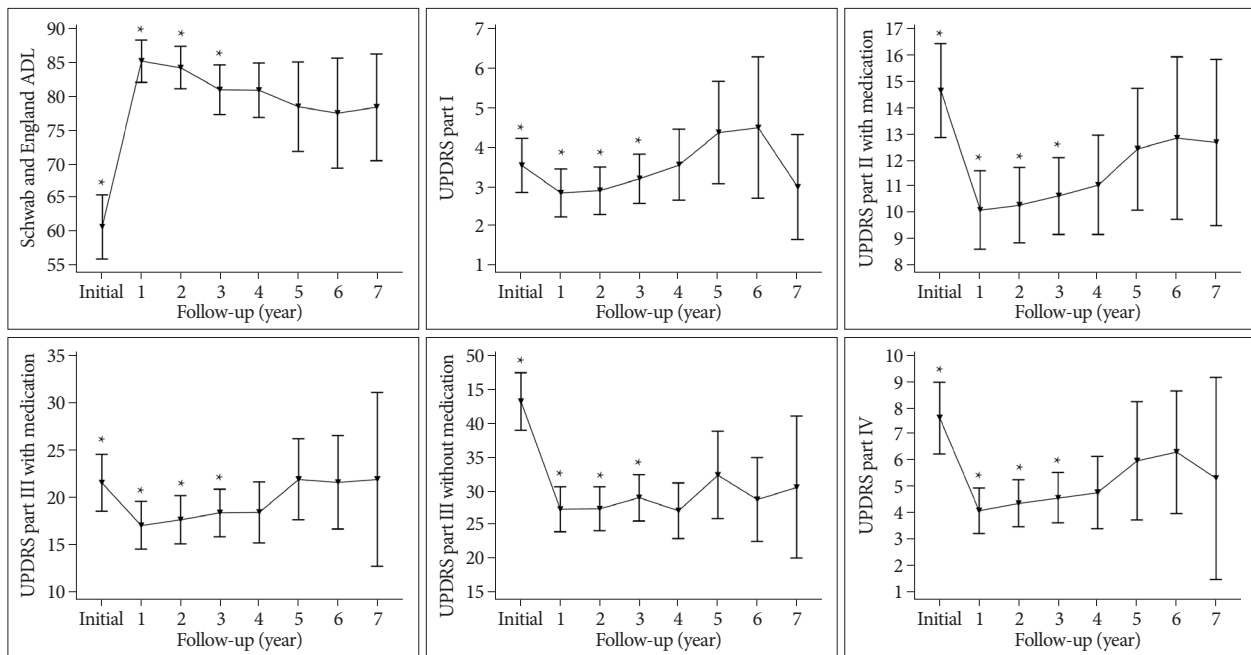 Schwab and England ADL
90
85
80
75
70
65
60
55
* * * *
Initial 1 2 3 4 5 6 7
Follow-up (year)
UPDRS part I
7
6
5
4
3
2
1
* * * *
Initial 1 2 3 4 5 6 7
Follow-up (year)
UPDRS part II with medication
17
16
15
14
13
12
11
10
9
8
* * * *
Initial 1 2 3 4 5 6 7
Follow-up (year)
UPDRS part III with medication
35
30
25
20
15
10
* * * *
Initial 1 2 3 4 5 6 7
Follow-up (year)
UPDRS part III without medication
50
15
40
35
30
25
20
15
* * * *
Initial 1 2 3 4 5 6 7
Follow-up (year)
UPDRS part IV
10
9
8
7
6
5
4
3
2
1
* * * *
Initial 1 2 3 4 5 6 7
Follow-up (year)